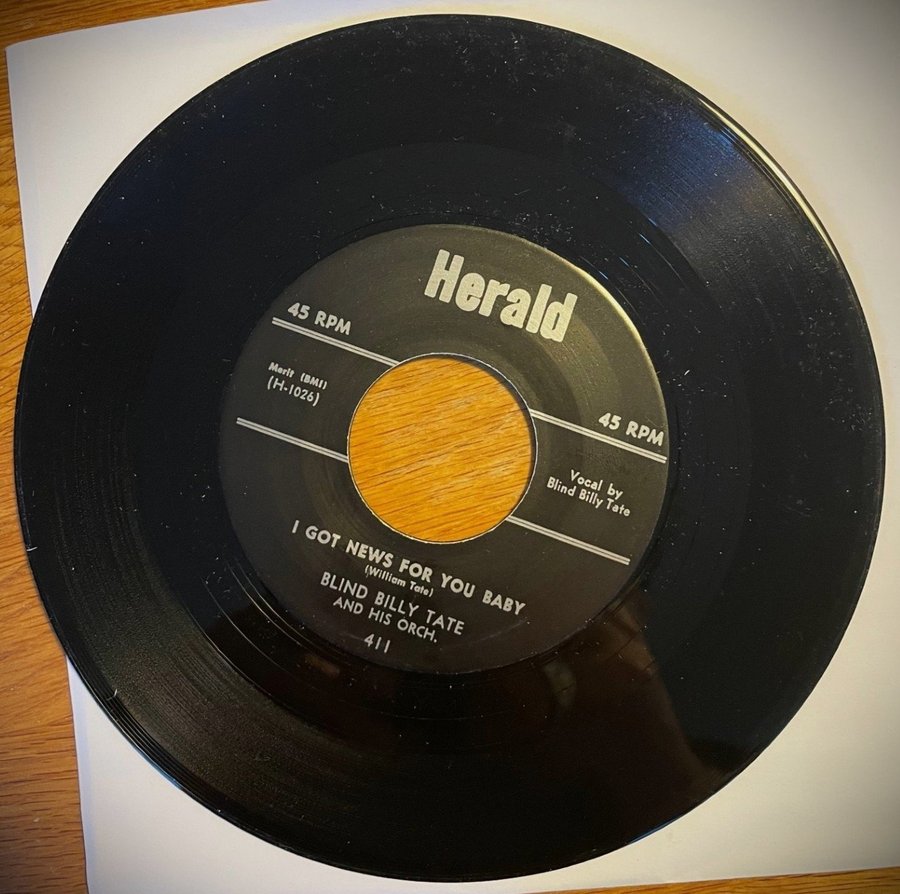 Herald
45 RPM
45 RPM
Merit (BMI)
(H-1026)
Vocal by
Blind Billy Tate
I GOT NEWS FOR YOU BABY
(William Tate)
BLIND BILLY TATE
AND HIS ORCH.
411